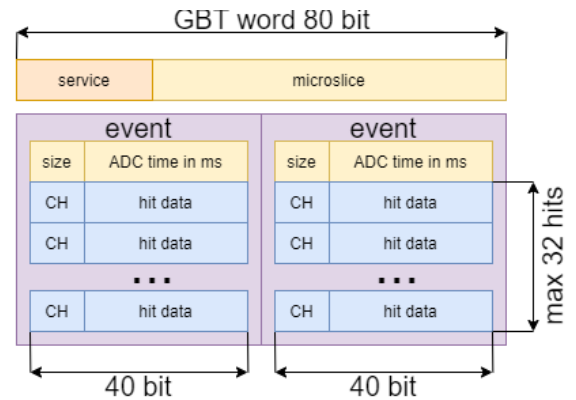 GBT word 80 bit
service microslice
event event
size ADC time in ms size ADC time in ms
CH hit data CH hit data
CH hit data CH hit data
... ...
CH hit data CH hit data
max 32 hits
40 bit 40 bit